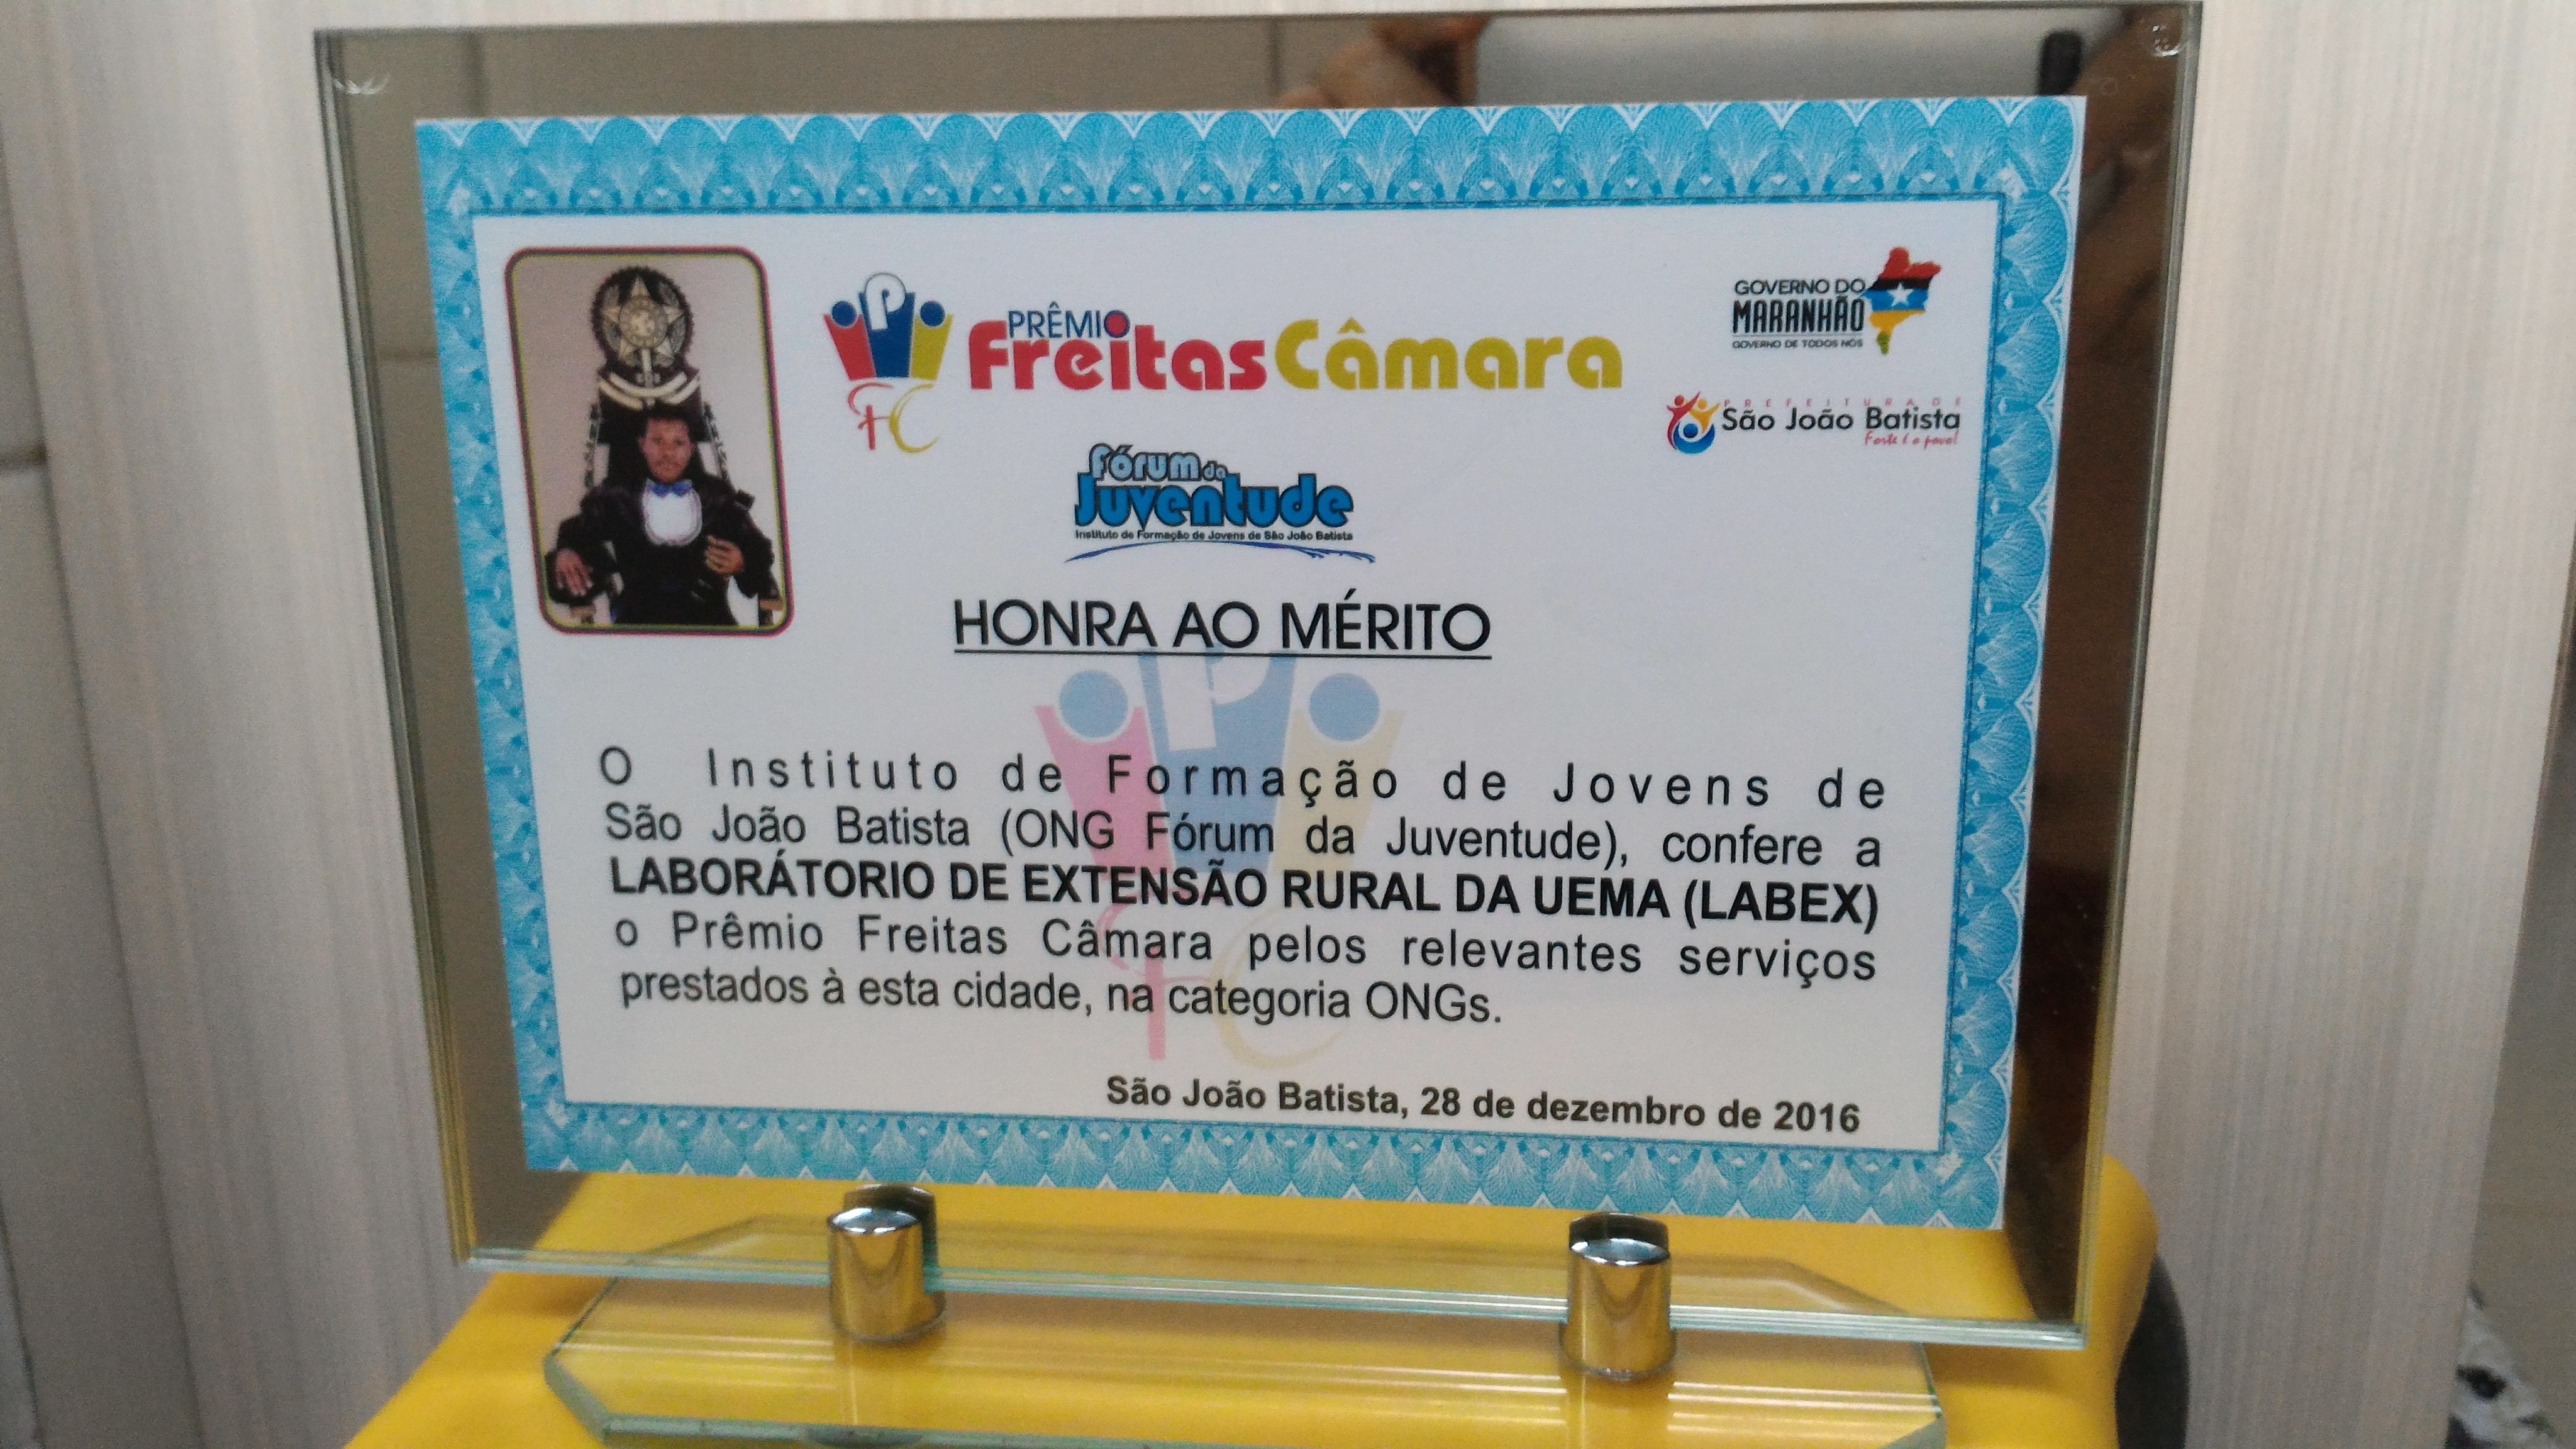 PRÊMIO
Freitas Câmara
FC
GOVERNO DO
MARANHÃO
GOVERNO DE TODOS NÓS
PREFEITURA DE
São João Batista
Forte é o povo!
Fórum da
Juventude
Instituto de Formação de Jovens de São João Batista
HONRA AO MÉRITO
O Instituto de Formação de Jovens de
São João Batista (ONG Fórum da Juventude), confere a
LABORÁTORIO DE EXTENSÃO RURAL DA UEMA (LABEX)
o Prêmio Freitas Câmara pelos relevantes serviços
prestados à esta cidade, na categoria ONGs.
São João Batista, 28 de dezembro de 2016